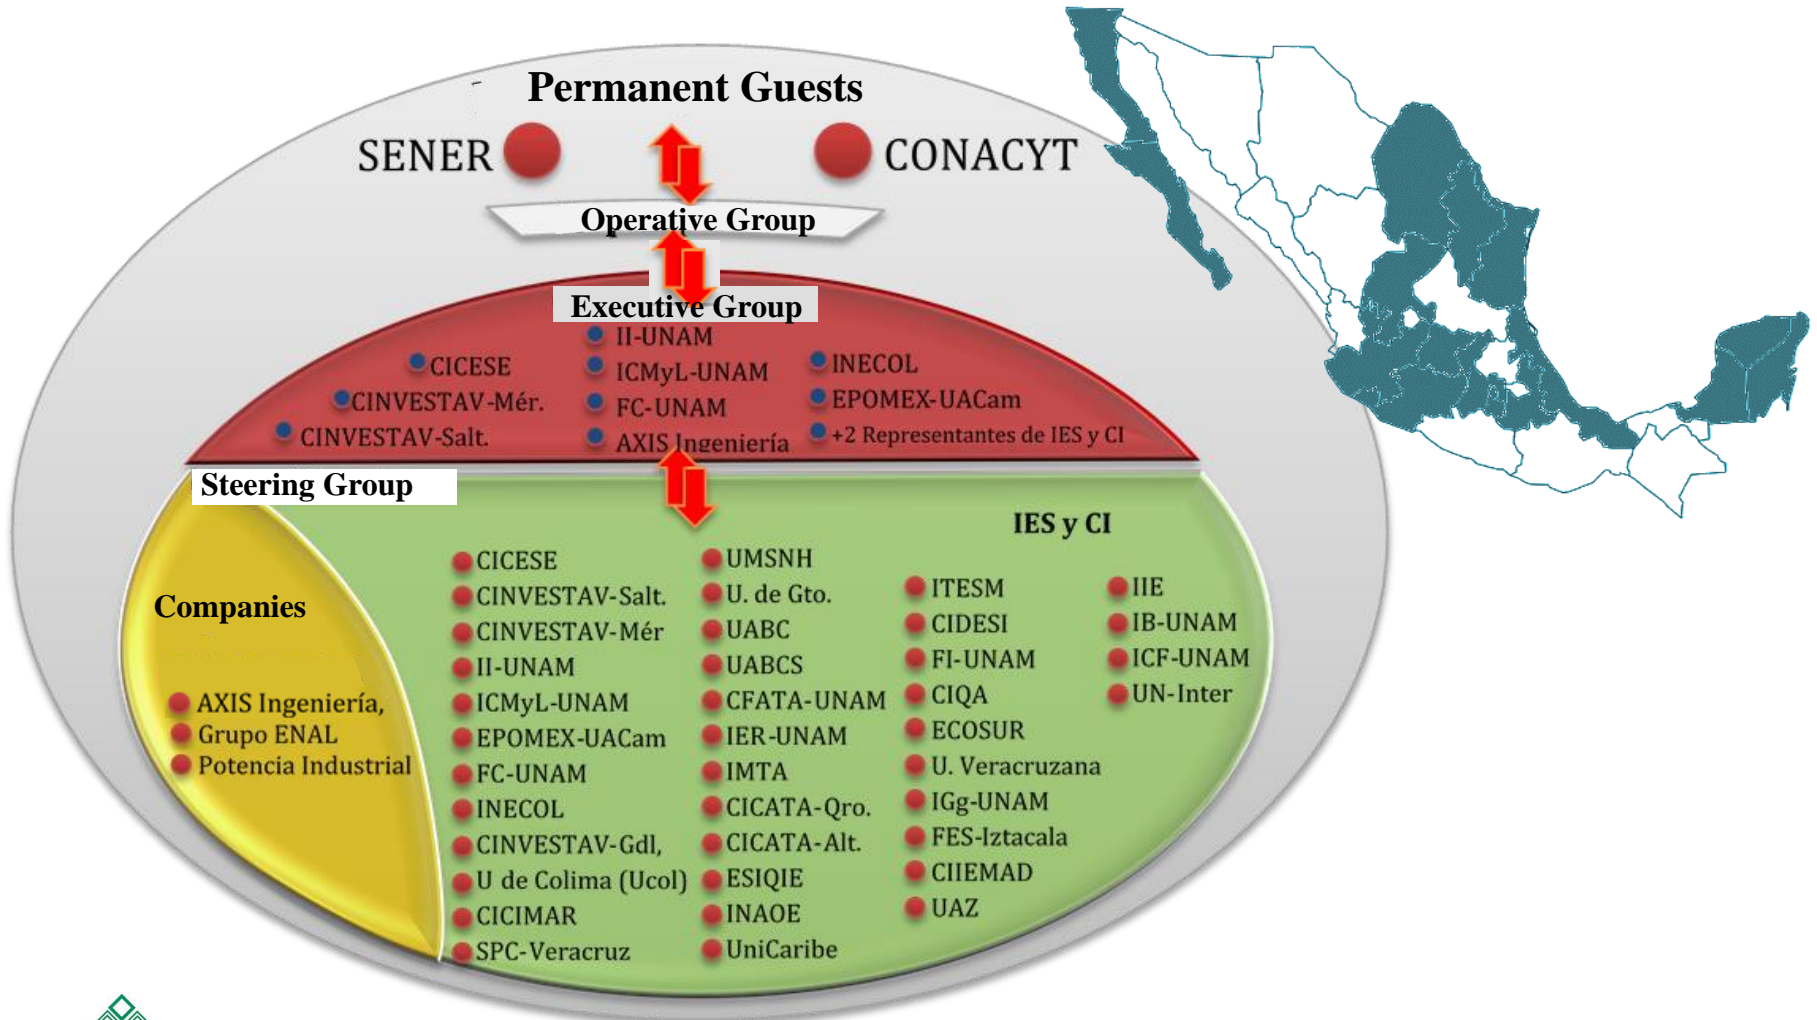 Permanent Guests
SENER
CONACYT
Operative Group
Executive Group
CICESE
CINVESTAV-Mér.
CINVESTAV-Salt.
II-UNAM
ICMyL-UNAM
FC-UNAM
AXIS Ingeniería
INECOL
EPOMEX-UACam
+2 Representantes de IES y CI
Steering Group
Companies
AXIS Ingeniería,
Grupo ENAL
Potencia Industrial
IES y CI
CICESE
CINVESTAV-Salt.
CINVESTAV-Mér
II-UNAM
ICMyL-UNAM
EPOMEX-UACam
FC-UNAM
INECOL
CINVESTAV-Gdl,
U de Colima (Ucol)
CICIMAR
SPC-Veracruz
UMSNH
U. de Gto.
UABC
UABCS
CFATA-UNAM
IER-UNAM
IMTA
CICATA-Qro.
CICATA-Alt.
ESIQIE
INAOE
UniCaribe
ITESM
CIDESI
FI-UNAM
CIQA
ECOSUR
U. Veracruzana
IGg-UNAM
FES-Iztacala
CIIEMAD
UAZ
IIE
IB-UNAM
ICF-UNAM
UN-Inter